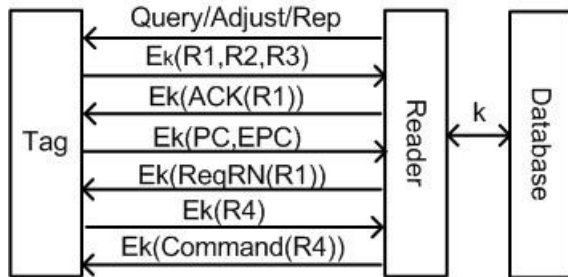 Query/Adjust/Rep
Ek(R1,R2,R3)
Ek(ACK(R1))
Tag
Ek(PC,EPC)
Reader
k
Database
Ek(ReqRN(R1))
Ek(R4)
Ek(Command(R4))